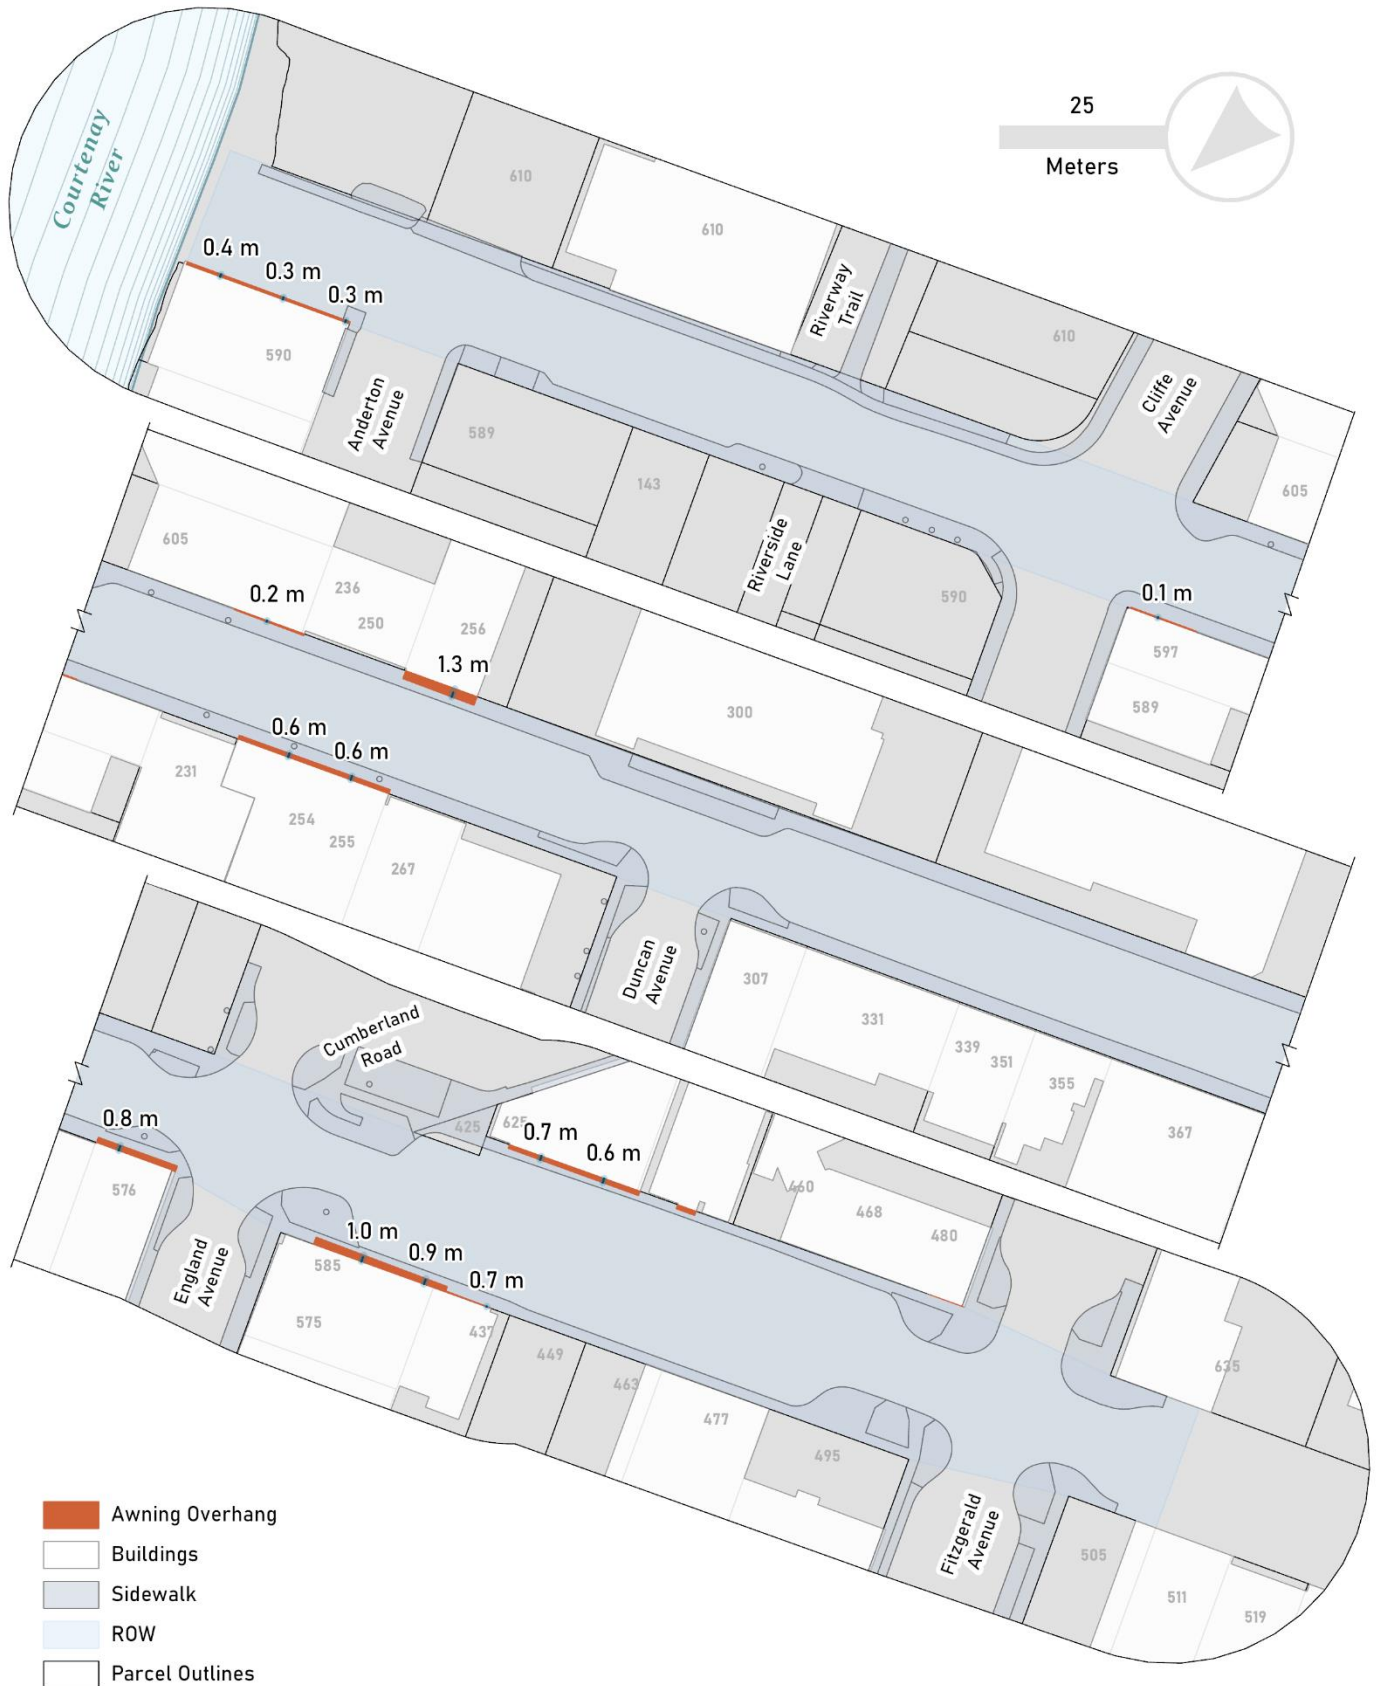 Courtenay
River
25
Meters
610
610
0.4 m
0.3 m
0.3 m
Riverway
Trail
610
590
Cliffe
Avenue
Anderton
Avenue
589
143
605
Riverside
Lane
590
0.1 m
597
589
605
236
0.2 m
250
256
1.3 m
300
0.6 m
0.6 m
231
254
255
267
Duncan
Avenue
307
331
339
351
355
367
Cumberland
Road
425
625
0.7 m
0.6 m
0.8 m
460
468
480
576
England
Avenue
1.0 m
0.9 m
0.7 m
585
575
437
449
463
477
495
635
Fitzgerald
Avenue
505
511
519
Awning Overhang
Buildings
Sidewalk
ROW
Parcel Outlines